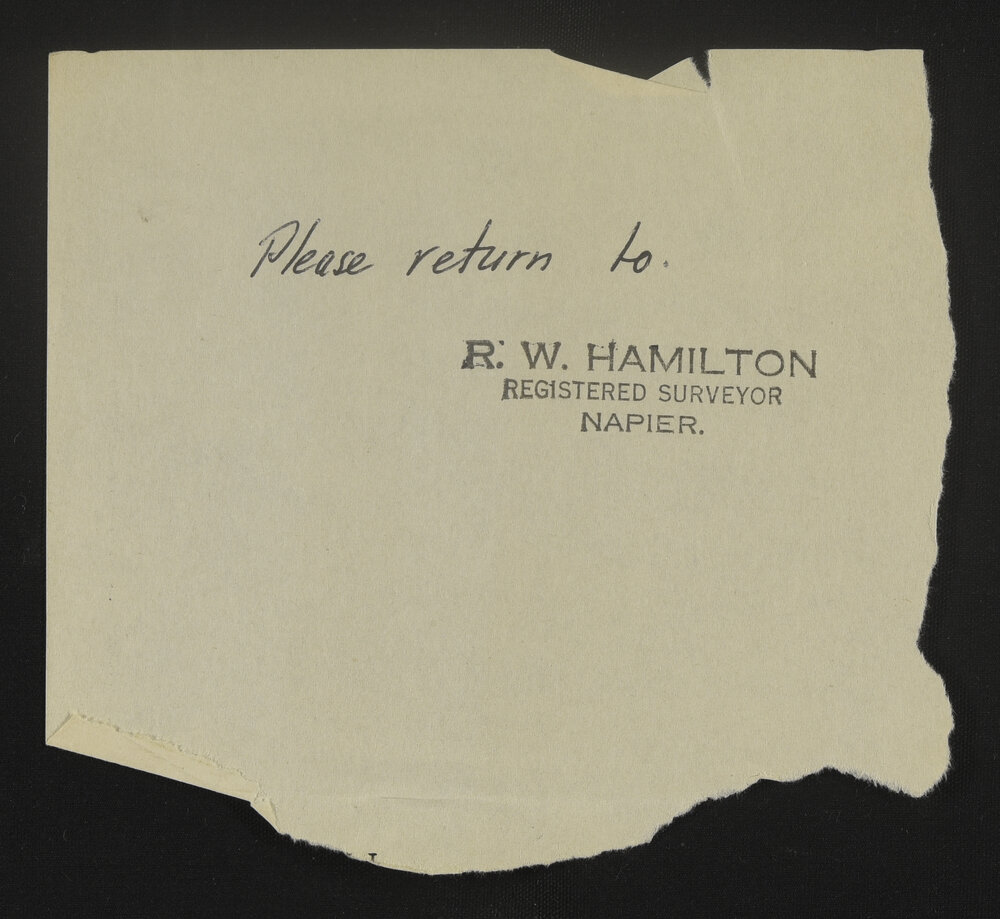 Please return to.
R. W. HAMILTON
REGISTERED SURVEYOR
NAPIER.